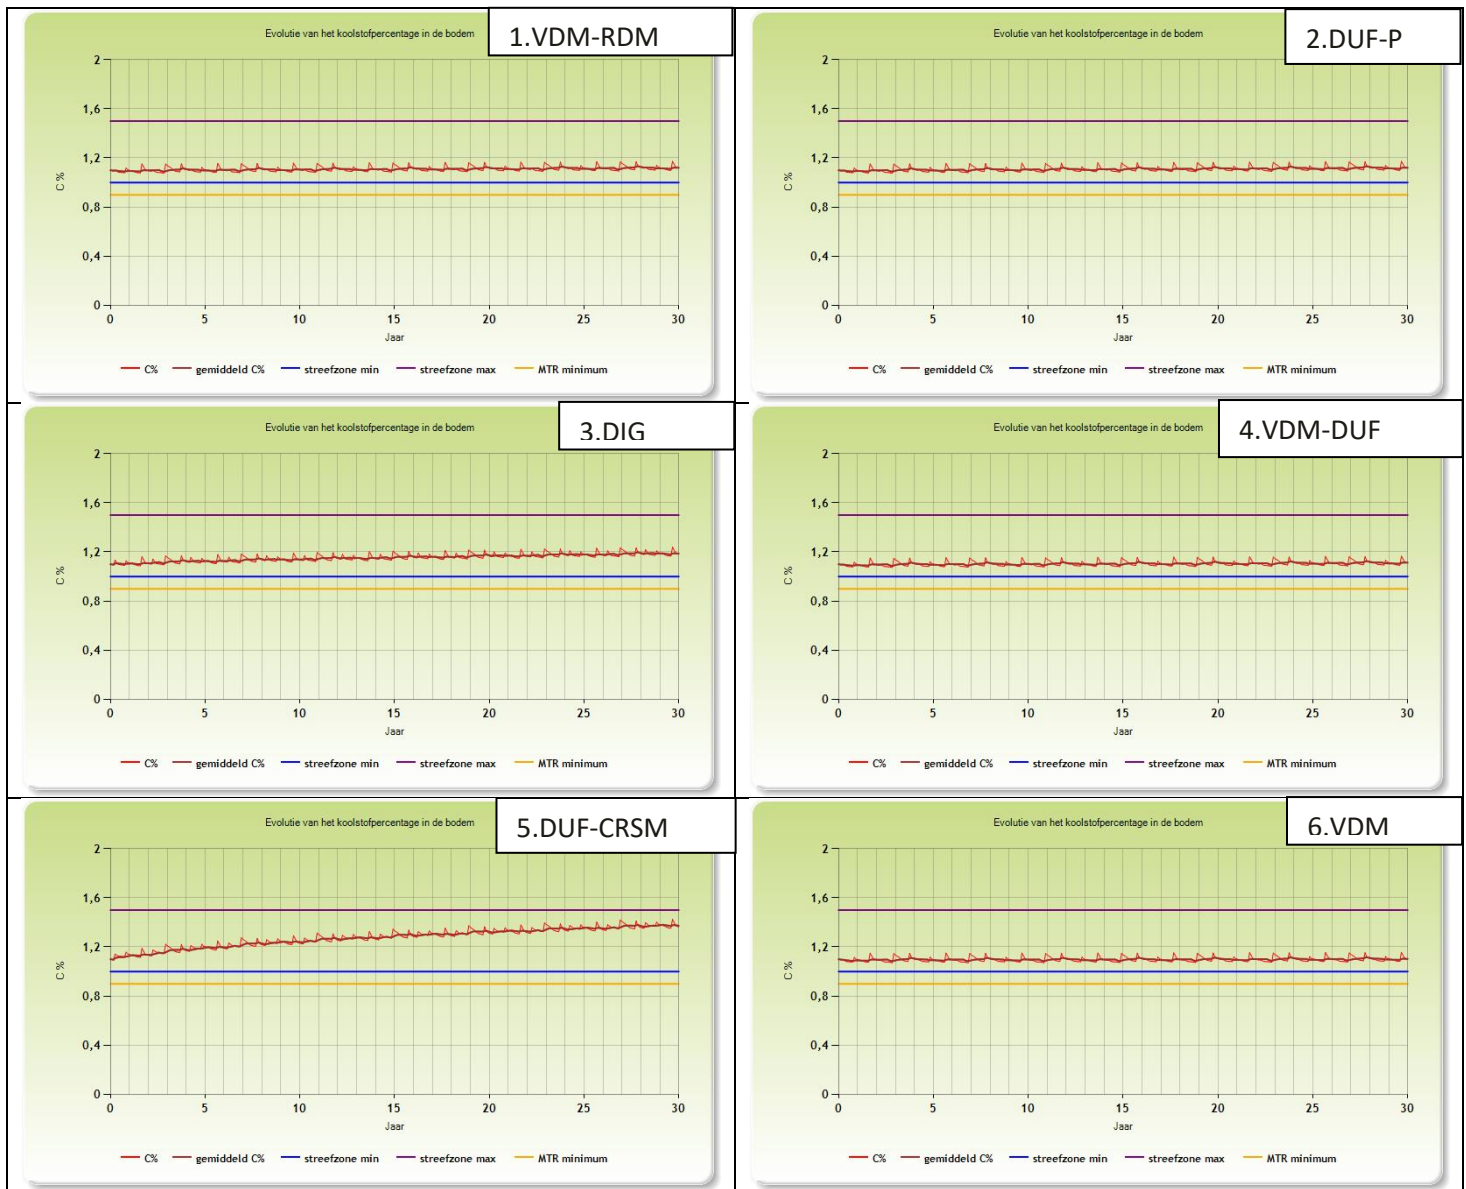 Evolutie van het koolstofpercentage in de bodem
1.VDM-RDM
2
1,6
1,2
0,8
0,4
0
C %
0 5 10 15 20 25 30
Jaar
C% gemiddeld C% streefzone min streefzone max MTR minimum
Evolutie van het koolstofpercentage in de bodem
2.DUF-P
2
1,6
1,2
0,8
0,4
0
C %
0 5 10 15 20 25 30
Jaar
C% gemiddeld C% streefzone min streefzone max MTR minimum
Evolutie van het koolstofpercentage in de bodem
3.DIG
2
1,6
1,2
0,8
0,4
0
C %
0 5 10 15 20 25 30
Jaar
C% gemiddeld C% streefzone min streefzone max MTR minimum
Evolutie van het koolstofpercentage in de bodem
4.VDM-DUF
2
1,6
1,2
0,8
0,4
0
C %
0 5 10 15 20 25 30
Jaar
C% gemiddeld C% streefzone min streefzone max MTR minimum
Evolutie van het koolstofpercentage in de bodem
5.DUF-CRSM
2
1,6
1,2
0,8
0,4
0
C %
0 5 10 15 20 25 30
Jaar
C% gemiddeld C% streefzone min streefzone max MTR minimum
Evolutie van het koolstofpercentage in de bodem
6.VDM
2
1,6
1,2
0,8
0,4
0
C %
0 5 10 15 20 25 30
Jaar
C% gemiddeld C% streefzone min streefzone max MTR minimum